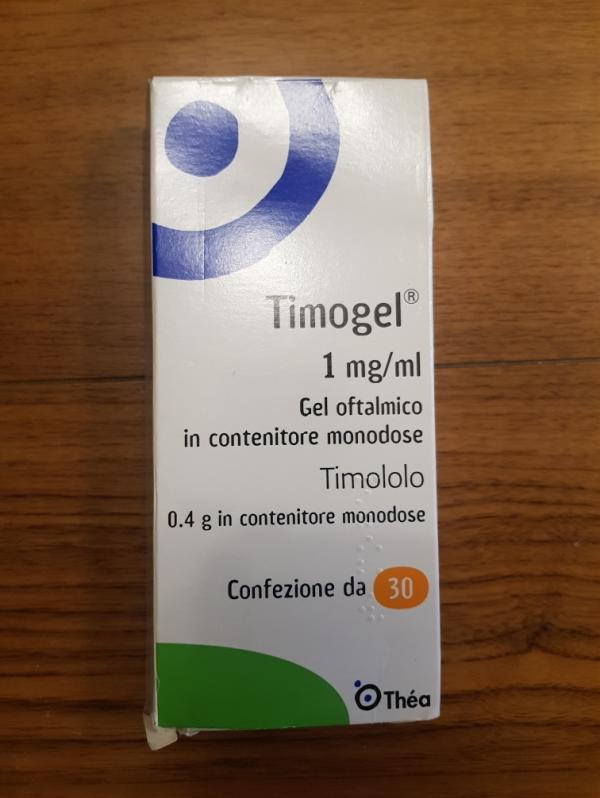 Timogel®
1 mg/ml
Gel oftalmico
in contenitore monodose
Timololo
0.4 g in contenitore monodose
Confezione da 30
Théa